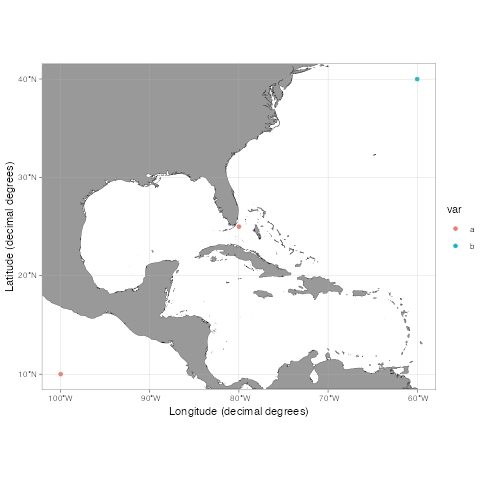 40°N
30°N
20°N
10°N
100°W 90°W 80°W 70°W 60°W
Longitude (decimal degrees)
Latitude (decimal degrees)
var
a
b